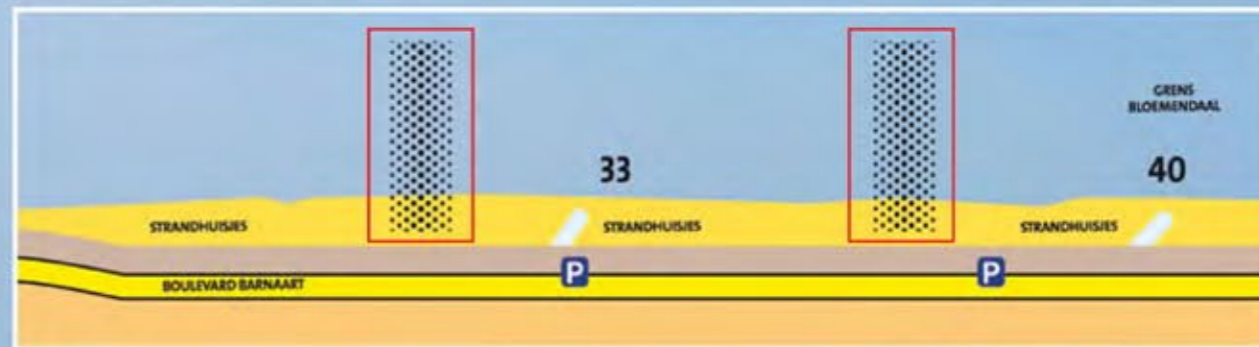 GRENS
BLOEMENDAAL
33
40
STRANDHUISJES
STRANDHUISJES
STRANDHUISJES
P
P
BOULEVARD BARNAART